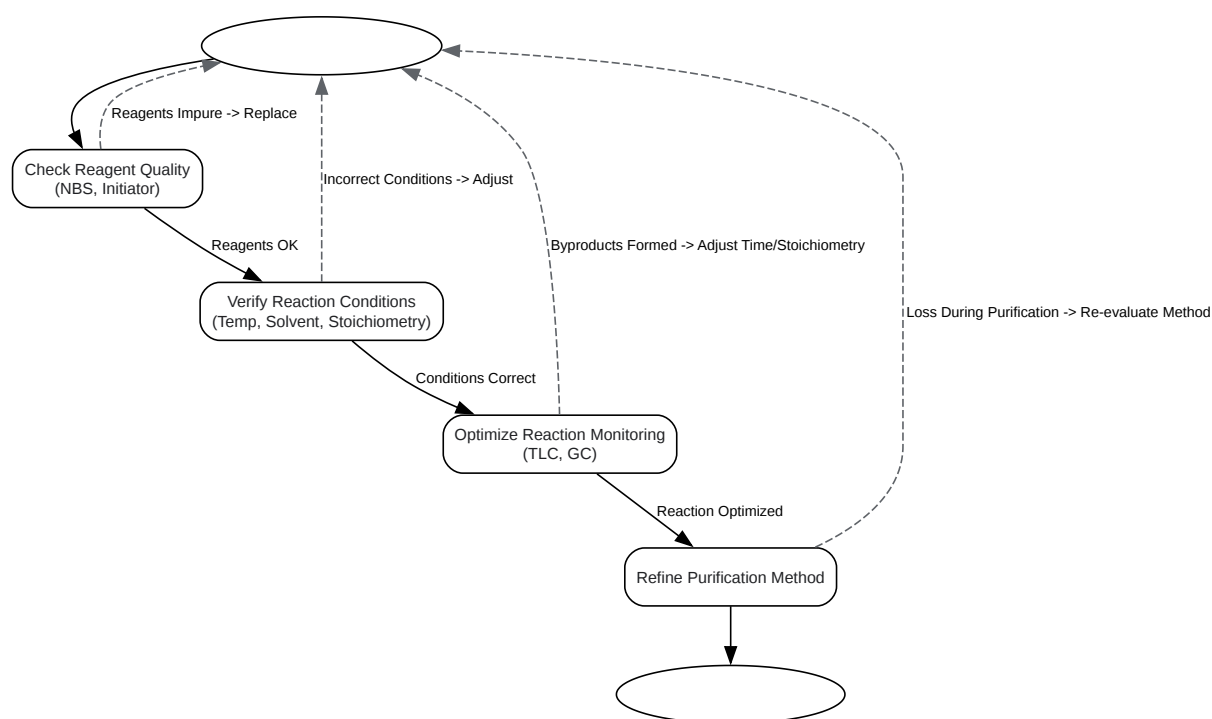 Reagents Impure -> Replace
Check Reagent Quality
(NBS, Initiator)
Incorrect Conditions -> Adjust
Reagents OK
Byproducts Formed -> Adjust Time/Stoichiometry
Verify Reaction Conditions
(Temp, Solvent, Stoichiometry)
Loss During Purification -> Re-evaluate Method
Conditions Correct
Optimize Reaction Monitoring
(TLC, GC)
Reaction Optimized
Refine Purification Method